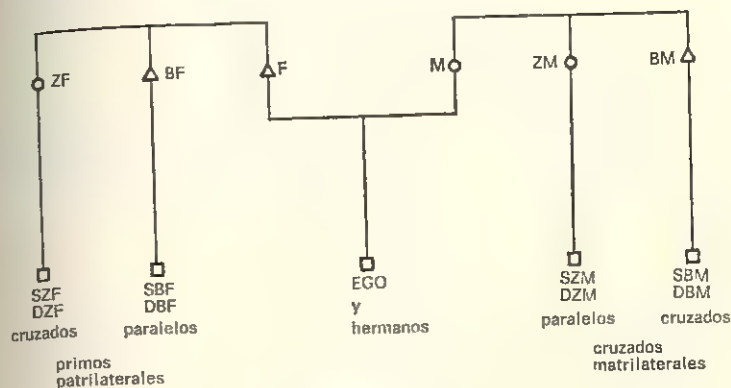 ZF
BF
F
M
ZM
BM
SZF
DZF
cruzados
SBF
DBF
paralelos
EGO
y
hermanos
SZM
DZM
paralelos
SBM
DBM
cruzados
primos
patrilaterales
cruzados
matrilaterales